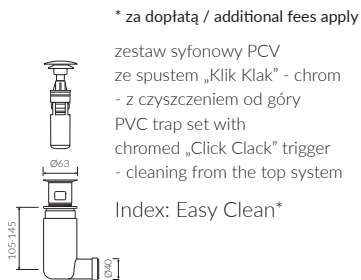 * za dopłatą / additional fees apply
zestaw syfonowy PCV
ze spustem „Klik Klak” - chrom
- z czyszczeniem od góry
PVC trap set with
chromed „Click Clack” trigger
- cleaning from the top system
Index: Easy Clean*
Ø63
105-145
Ø40